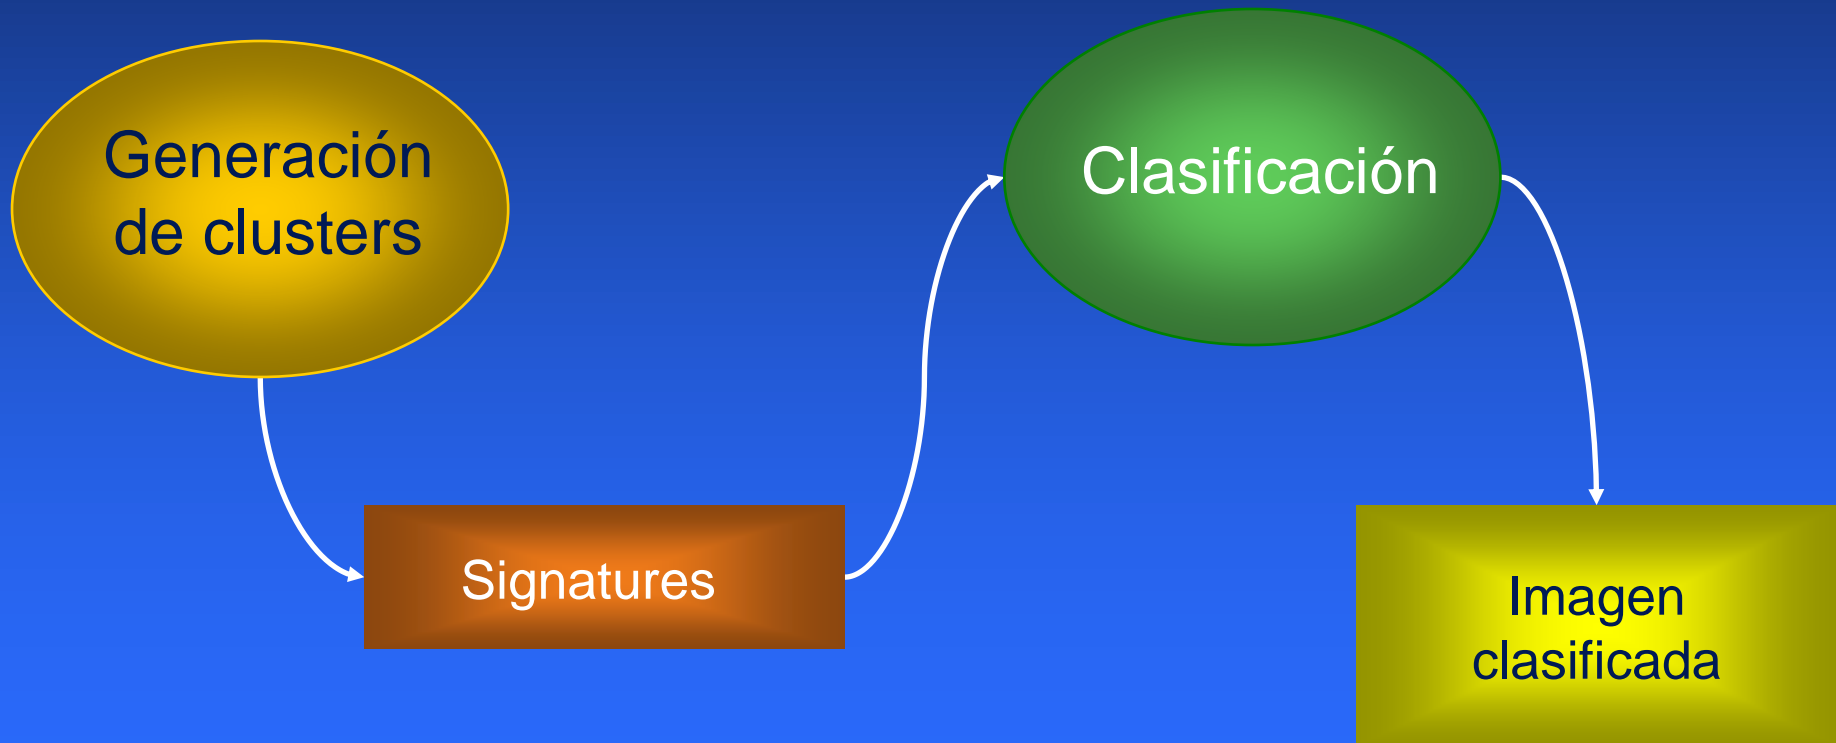 Generación
de clusters
Signatures
Clasificación
Imagen
clasificada